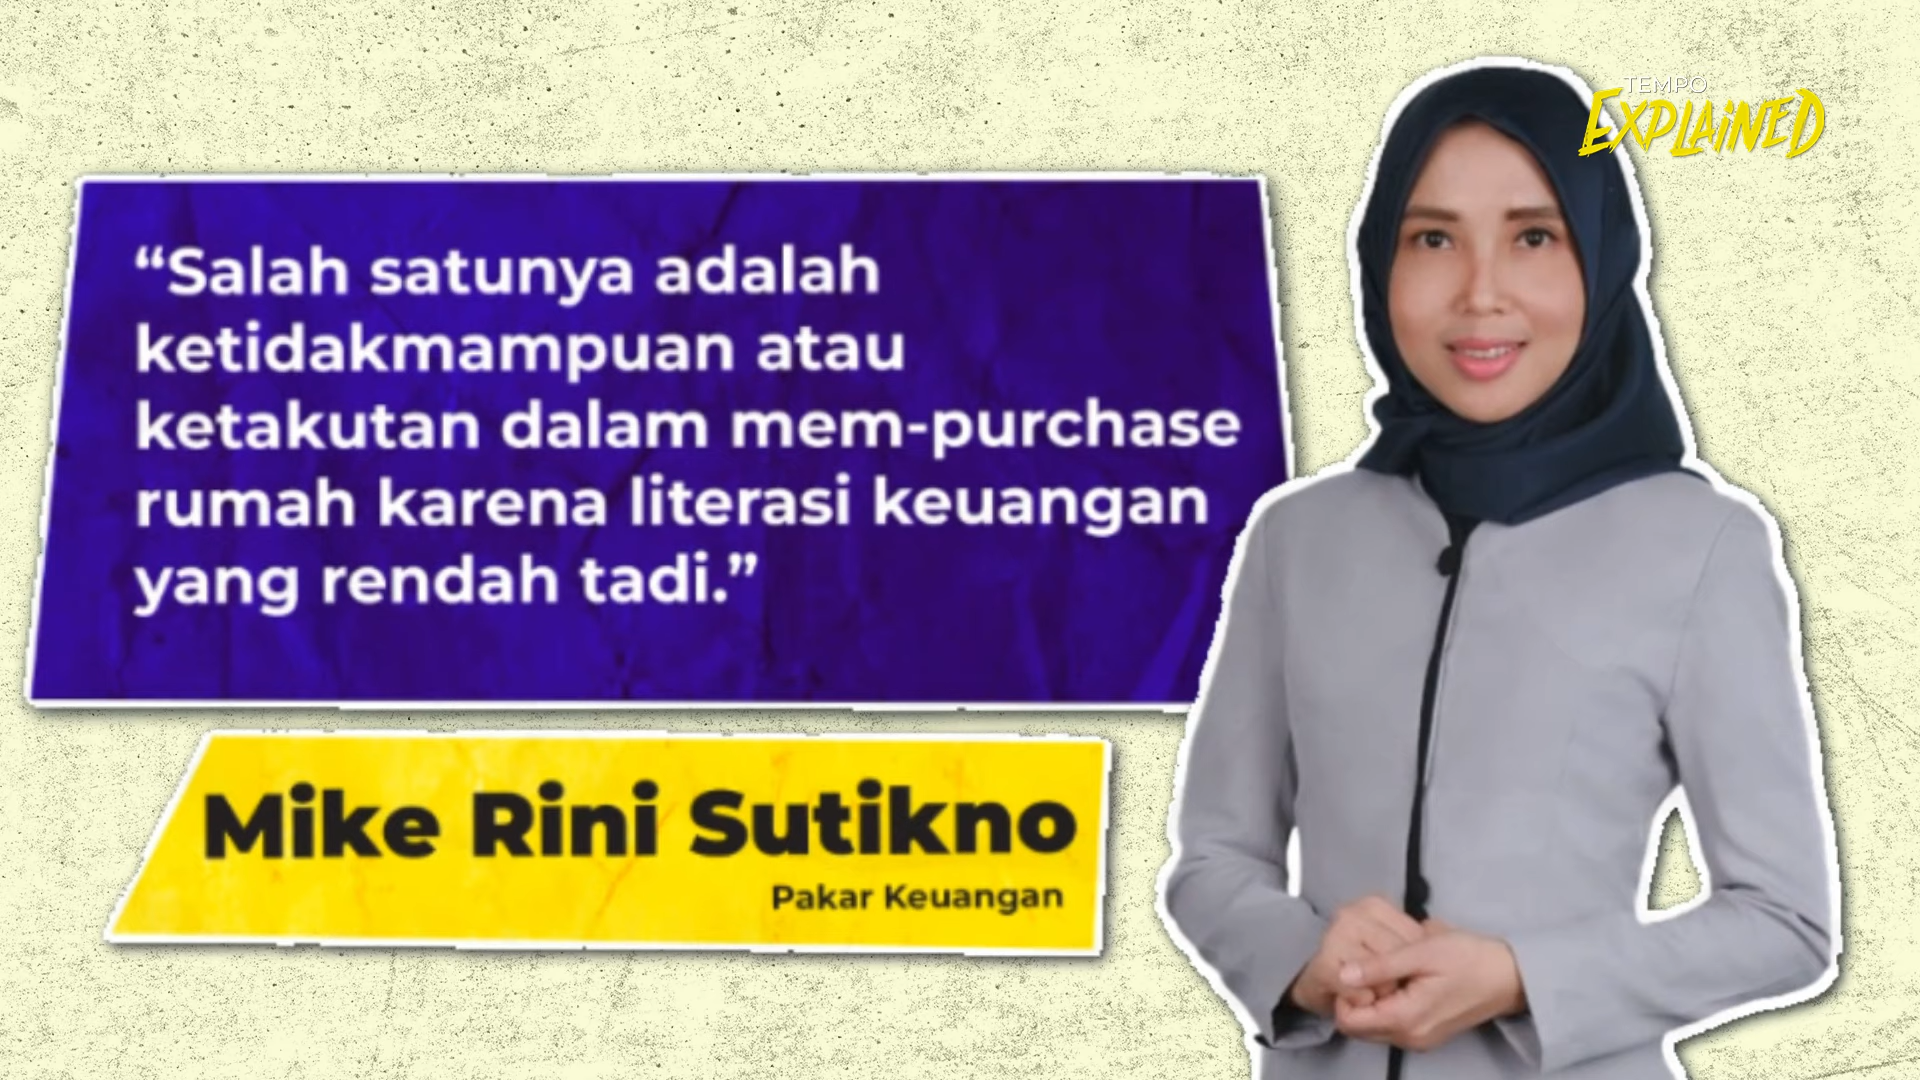 TEMPO
EXPLAINED
“Salah satunya adalah
ketidakmampuan atau
ketakutan dalam mem-purchase
rumah karena literasi keuangan
yang rendah tadi.”
Mike Rini Sutikno
Pakar Keuangan